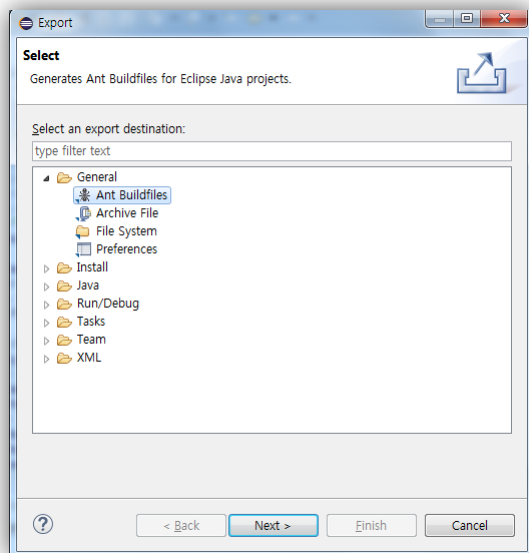 Export
Select
Generates Ant Buildfiles for Eclipse Java projects.
Select an export destination:
type filter text
General
Ant Buildfiles
Archive File
File System
Preferences
Install
Java
Run/Debug
Tasks
Team
XML
?
< Back Next > Finish Cancel